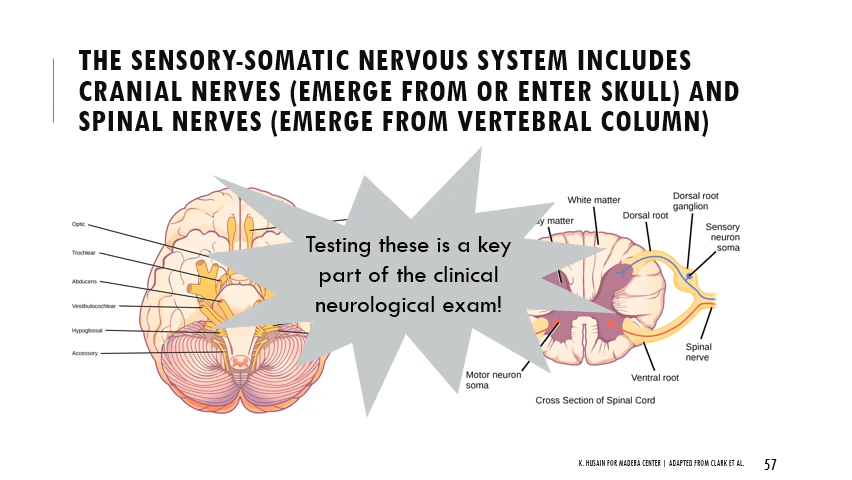 THE SENSORY-SOMATIC NERVOUS SYSTEM INCLUDES
CRANIAL NERVES (EMERGE FROM OR ENTER SKULL) AND
SPINAL NERVES (EMERGE FROM VERTEBRAL COLUMN)
Optic
Trochlear
Abducens
Vestibulocochlear
Hypoglossal
Accessory
Testing these is a key
part of the clinical
neurological exam!
White matter
matter
Dorsal root
Dorsal root
ganglion
Sensory
neuron
soma
Spinal
nerve
Ventral root
Motor neuron
soma
Cross Section of Spinal Cord
K. HUSAIN FOR MADERA CENTER | ADAPTED FROM CLARK ET AL.
57